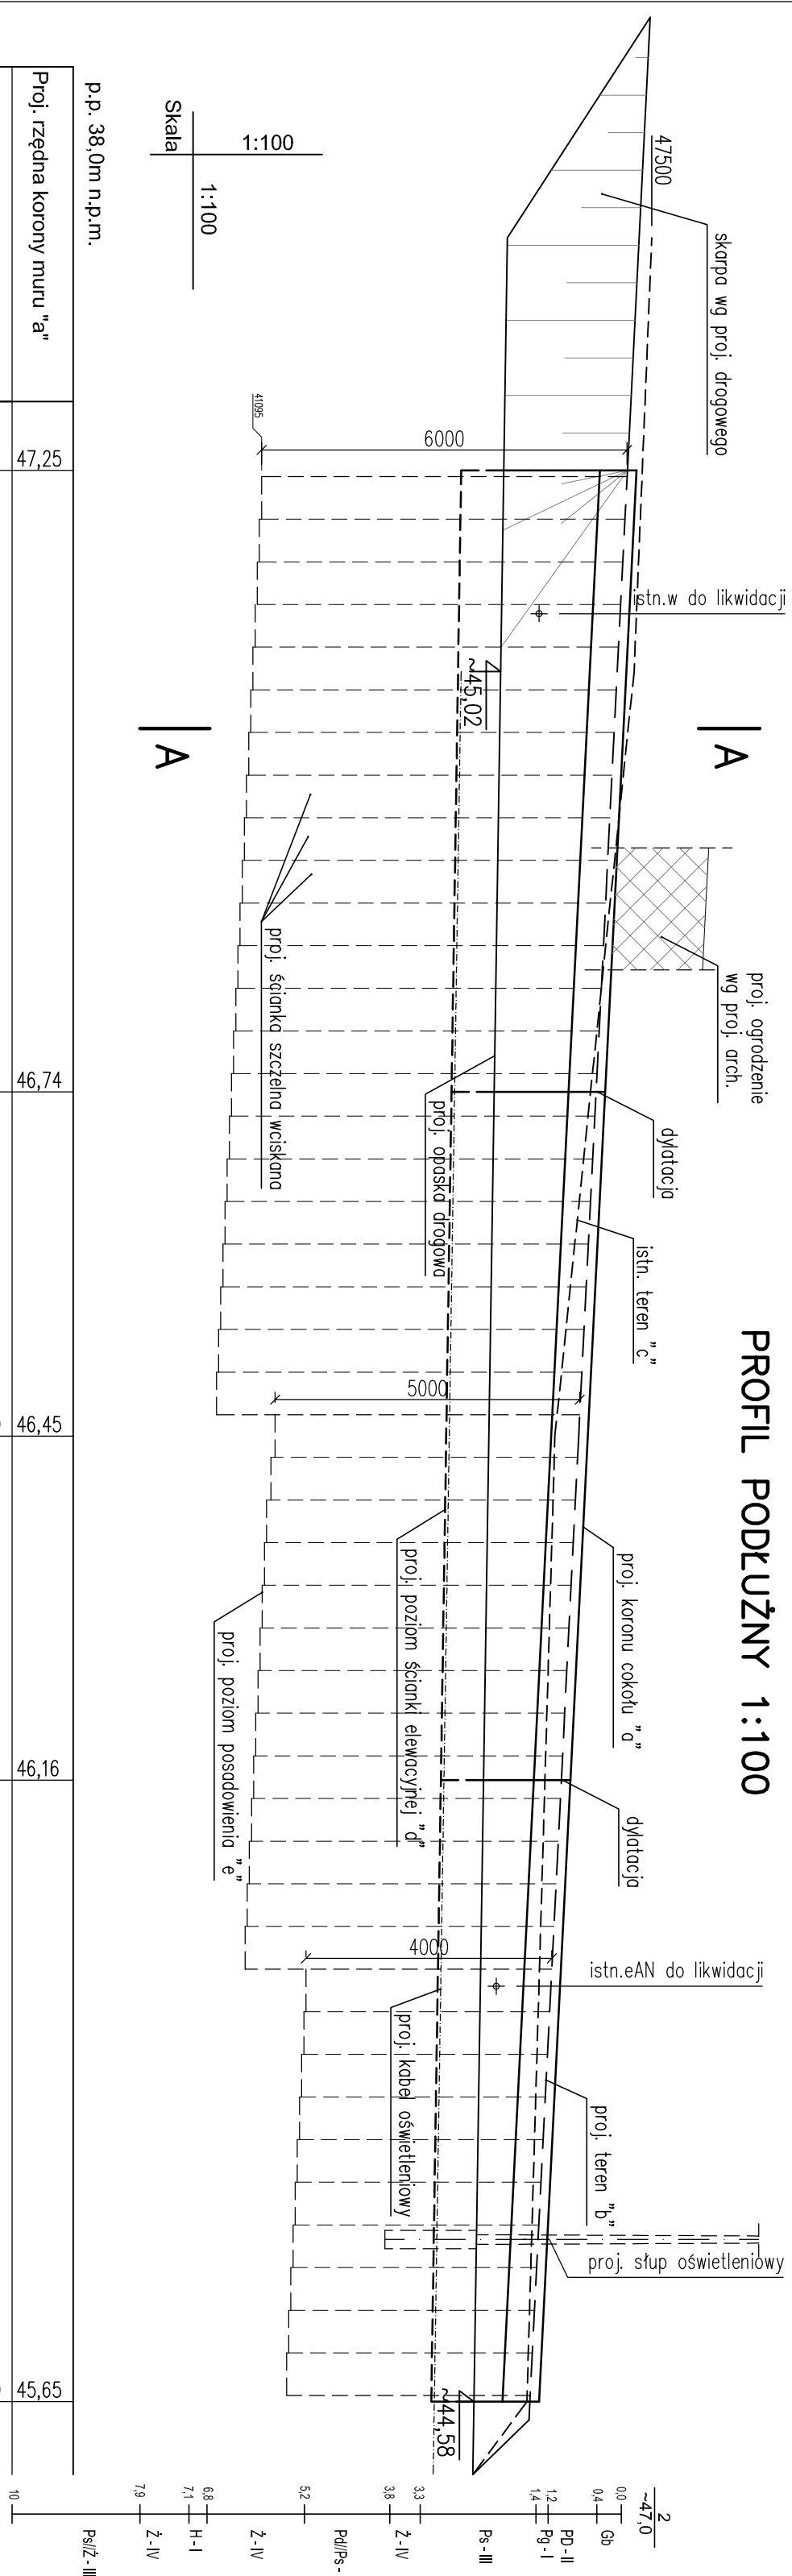 PROFIL PODŁUŻNY 1:100
47500
skarpa wg proj. drogowego
Skala
1:100
1:100
p.p. 38,0m n.p.m.
Proj. rzędna korony muru "a"
41095
6000
istn.w do likwidacji
~45,02
A
A
proj. ogrodzenie
wg proj. arch.
proj. ścianka szczelna wciskana
proj. opaska drogowa
dylatacja
istn. teren "c"
5000
proj. koronu cokołu "a"
proj. poziom ścianki elewacyjnej "d"
proj. poziom posadowienia "e"
dylatacja
4000
istn.eAN do likwidacji
proj. kabel oświetleniowy
proj. teren "b"
proj. słup oświetleniowy
~44,58
47,25
46,74
46,45
46,16
45,65
2
~47,0
0,0
Gb
0,4
PD - II
1,2
Pg - I
1,4
Ps - III
3,3
3,8
Ż - IV
Pd//Ps -
5,2
Ż - IV
6,8
H - I
7,1
Ż - IV
7,9
Ps//Ż - III
10